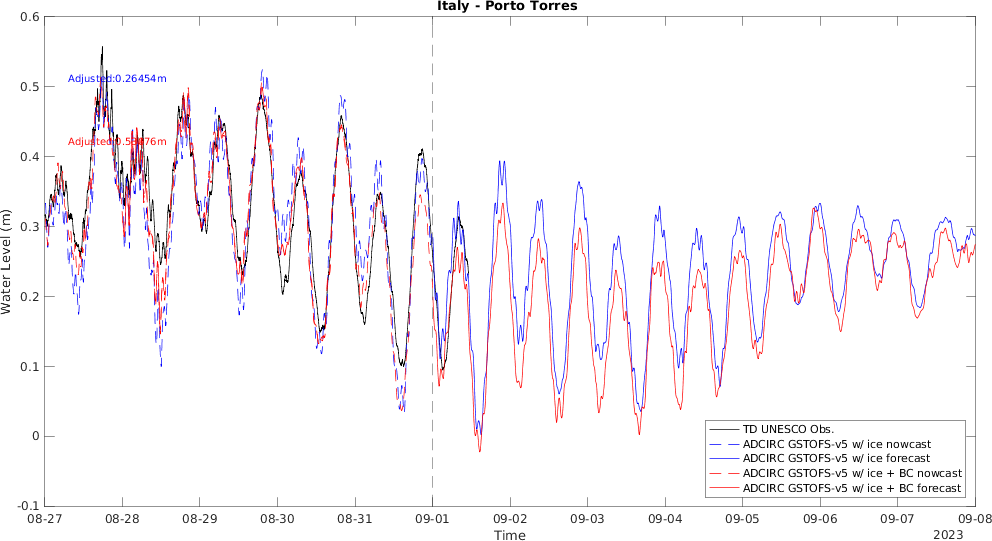 Italy - Porto Torres
Water Level (m)
0.6
0.5
0.4
0.3
0.2
0.1
0
-0.1
Adjusted:0.26454m
TD UNESCO Obs.
ADCIRC GSTOFS-v5 w/ ice nowcast
ADCIRC GSTOFS-v5 w/ ice forecast
ADCIRC GSTOFS-v5 w/ ice + BC nowcast
ADCIRC GSTOFS-v5 w/ ice + BC forecast
08-27 08-28 08-29 08-30 08-31 09-01 09-02 09-03 09-04 09-05 09-06 09-07 09-08
Time
2023